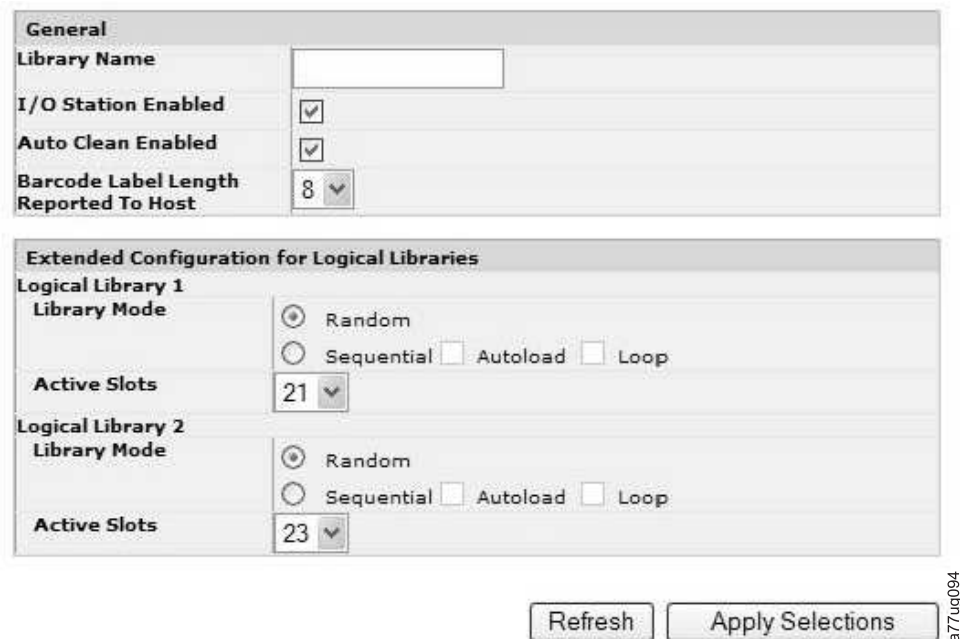 General
Library Name
I/O Station Enabled
Auto Clean Enabled
Barcode Label Length
Reported To Host
8
Extended Configuration for Logical Libraries
Logical Library 1
Library Mode
Random
Sequential Autoload Loop
Active Slots
21
Logical Library 2
Library Mode
Random
Sequential Autoload Loop
Active Slots
23
Refresh Apply Selections
a77ug094